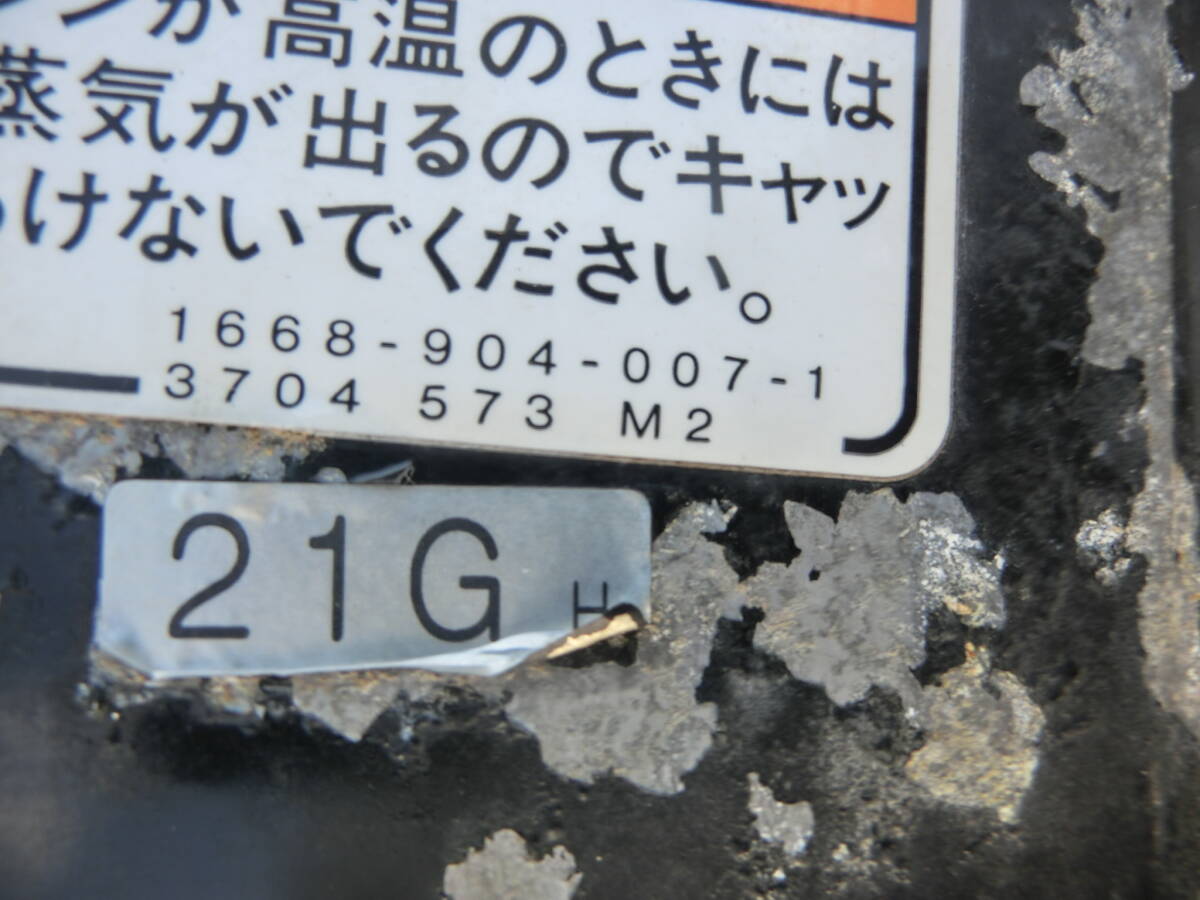 ンが高温のときには
蒸気が出るのでキャッ
けないでください。
1668-904-007-1
3704 573 M2
21G H